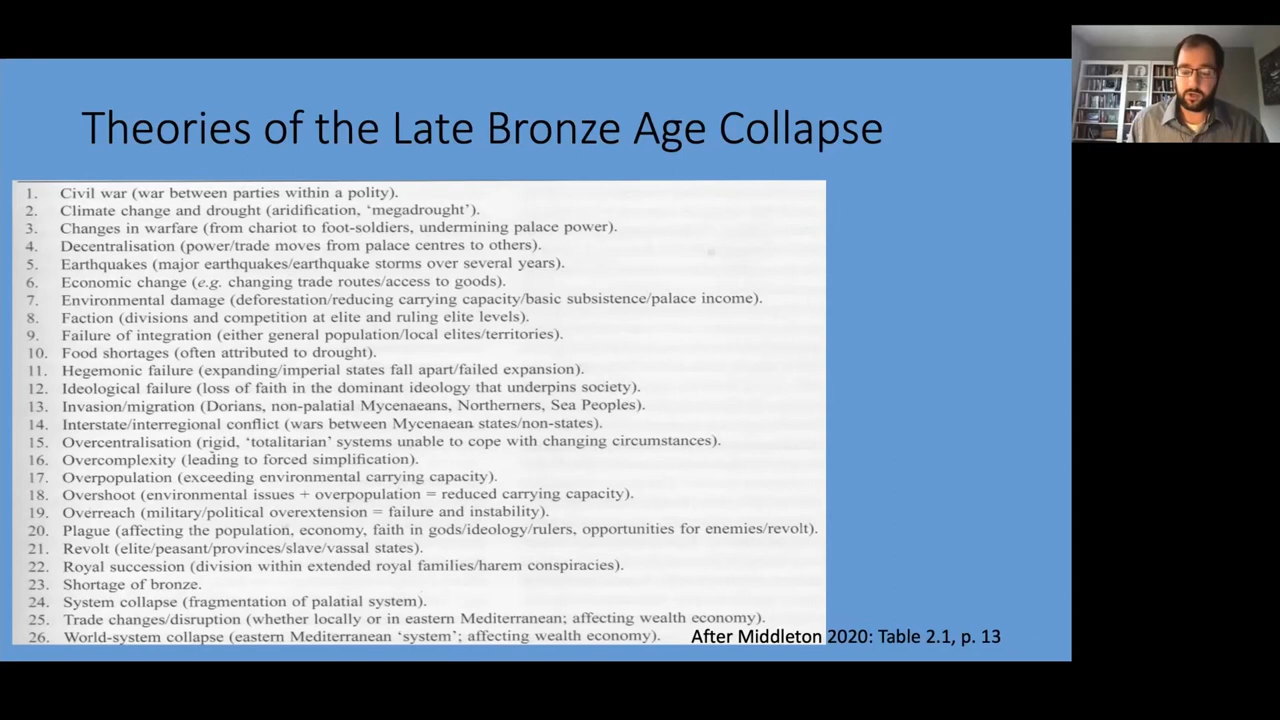 Theories of the Late Bronze Age Collapse
1. Civil war (war between parties within a polity).
2. Climate change and drought (aridification, ‘megadrought’).
3. Changes in warfare (from chariot to foot-soldiers, undermining palace power).
4. Decentralisation (power/trade moves from palace centres to others).
5. Earthquakes (major earthquakes/earthquake storms over several years).
6. Economic change (e.g. changing trade routes/access to goods).
7. Environmental damage (deforestation/reducing carrying capacity/basic subsistence/palace income).
8. Faction (divisions and competition at elite and ruling elite levels).
9. Failure of integration (either general population/local elites/territories).
10. Food shortages (often attributed to drought).
11. Hegemonic failure (expanding/imperial states fall apart/failed expansion).
12. Ideological failure (loss of faith in the dominant ideology that underpins society).
13. Invasion/migration (Dorians, non-palatial Mycenaeans, Northerners, Sea Peoples).
14. Interstate/interregional conflict (wars between Mycenaean states/non-states).
15. Overcentralisation (rigid, ‘totalitarian’ systems unable to cope with changing circumstances).
16. Overcomplexity (leading to forced simplification).
17. Overpopulation (exceeding environmental carrying capacity).
18. Overshoot (environmental issues + overpopulation = reduced carrying capacity).
19. Overreach (military/political overextension = failure and instability).
20. Plague (affecting the population, economy, faith in gods/ideology/rulers, opportunities for enemies/revolt).
21. Revolt (elite/peasant/provinces/slave/vassal states).
22. Royal succession (division within extended royal families/harem conspiracies).
23. Shortage of bronze.
24. System collapse (fragmentation of palatial system).
25. Trade changes/disruption (whether locally or in eastern Mediterranean; affecting wealth economy).
26. World-system collapse (eastern Mediterranean ‘system’; affecting wealth economy).
After Middleton 2020: Table 2.1, p. 13